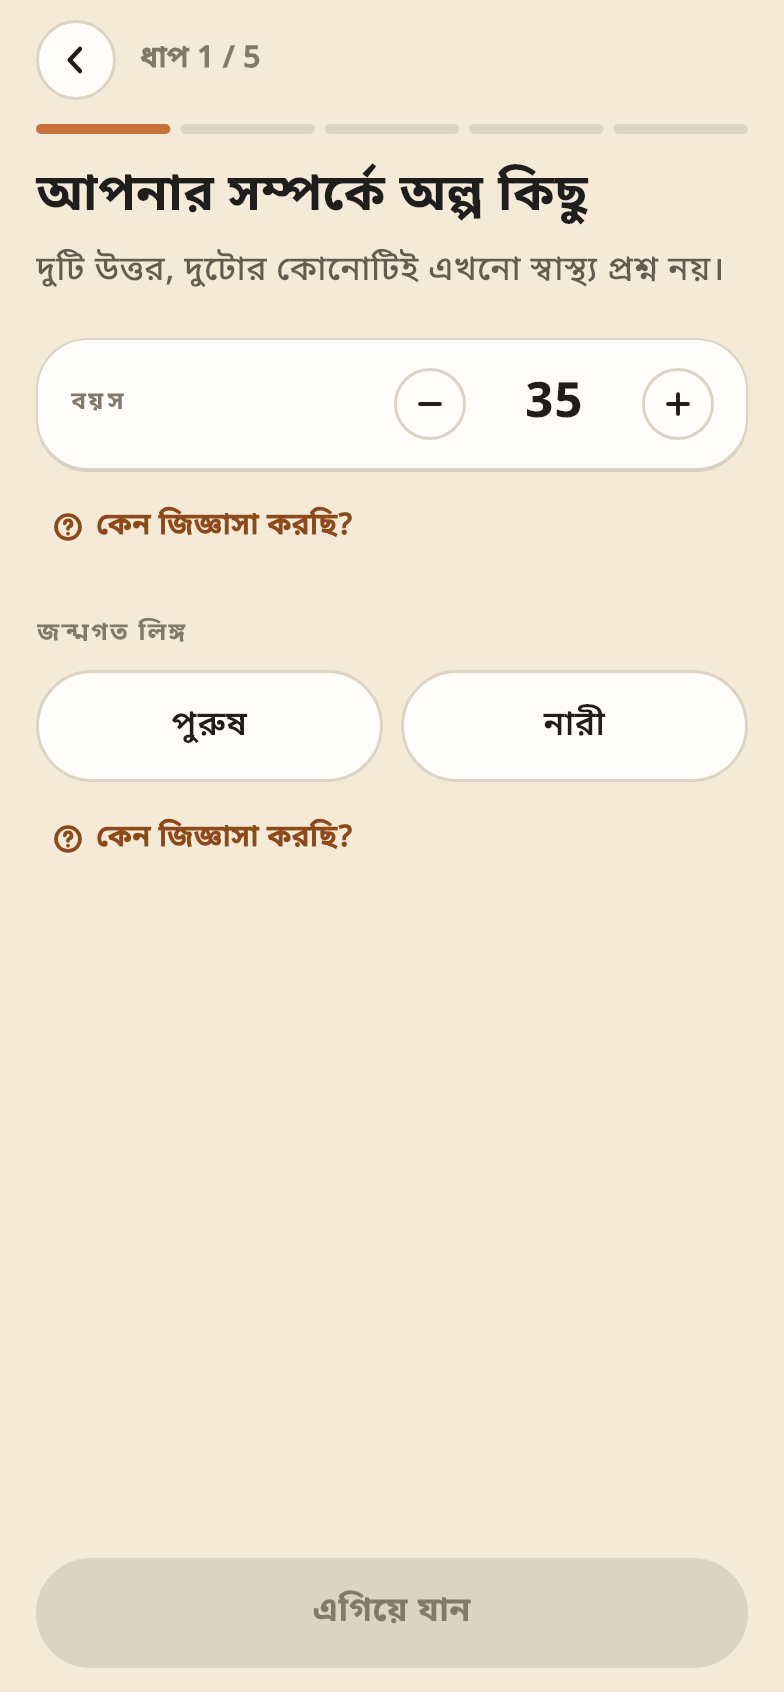 ধাপ 1 / 5
আপনার সম্পর্কে অল্প কিছু
দুটি উত্তর, দুটোর কোনোটিই এখনো স্বাস্থ্য প্রশ্ন নয়।
বয়স
35
কেন জিজ্ঞাসা করছি?
জন্মগত লিঙ্গ
পুরুষ
নারী
কেন জিজ্ঞাসা করছি?
এগিয়ে যান